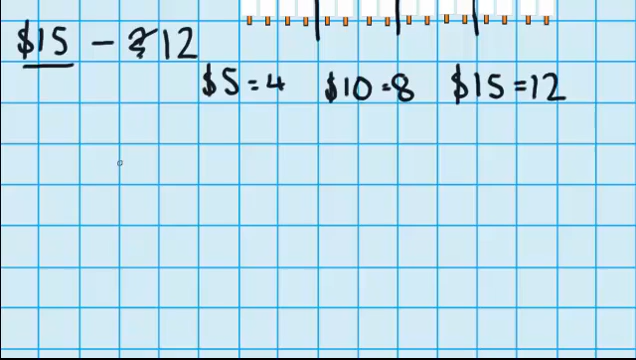 $15 - ? 12
$5 = 4 $10 = 8 $15 = 12